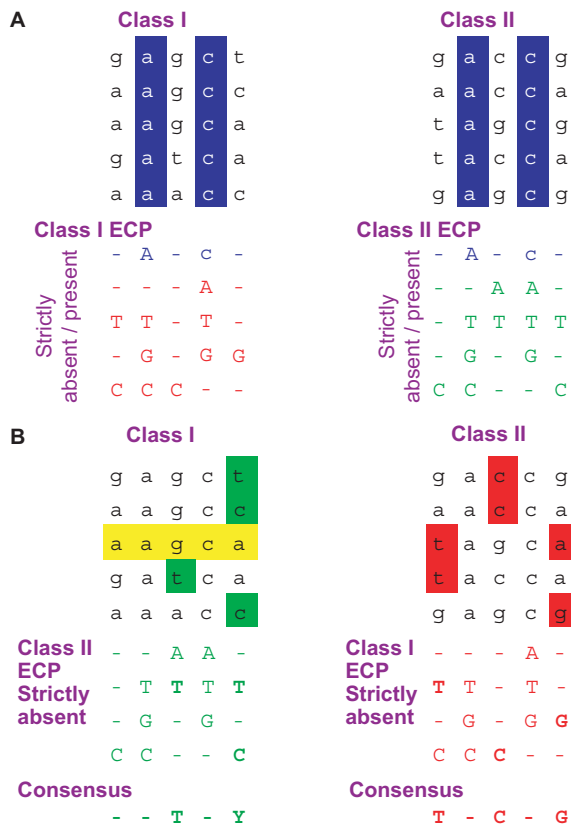 A
Class I
g a g c t
a a g c c
a a g c a
g a t c a
a a a c c
Class I ECP
Strictly
absent / present
- A - c -
- - - A -
T T - T -
- G - G G
C C C - -
Class II
g a c c g
a a c c a
t a g c a
t a c c a
g a g c g
Class II ECP
Strictly
absent / present
- A - c -
- - A A -
- T T T T
- G - G -
C C - - C
B
Class I
g a g c t
a a g c c
a a g c a
g a t c a
a a a c c
Class II
ECP
Strictly
absent
- - A A -
- T T T T
- G - G -
C C - - C
Consensus
- - T - Y
Class II
g a c c g
a a c c a
t a g c a
t a c c a
g a g c g
Class I
ECP
Strictly
absent
- - - A -
T T - T -
- G - G G
C C C - -
Consensus
T - C - G